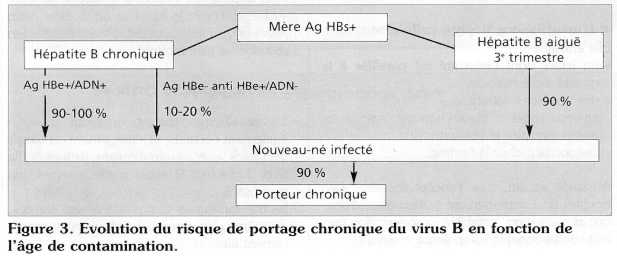 Mère Ag HBs+
Hépatite B chronique
Hépatite B aiguë
3e trimestre
Ag HBe+/ADN+
Ag HBe- anti HBe+/ADN-
90-100 %
10-20 %
90 %
Nouveau-né infecté
90 %
Porteur chronique
Figure 3. Evolution du risque de portage chronique du virus B en fonction de
l'âge de contamination.